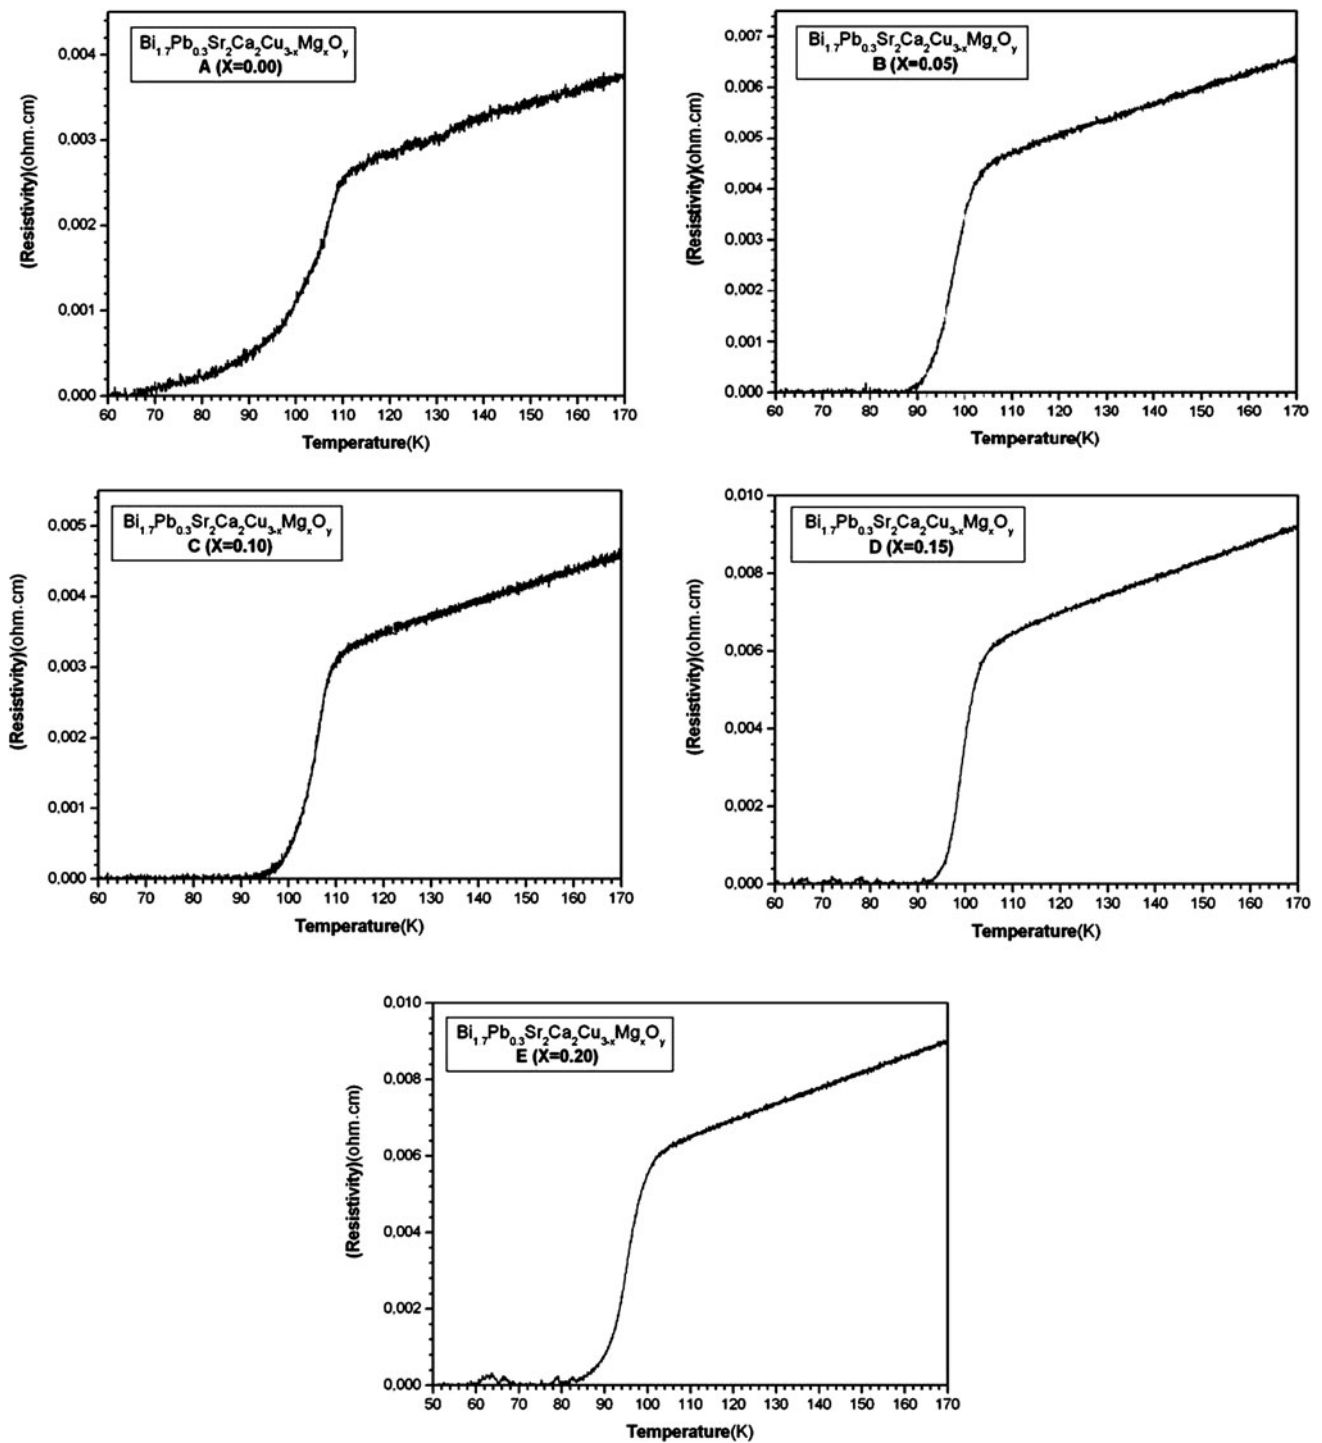 Bi₁.₇Pb₀.₃Sr₂Ca₂Cu₃₋ₓMgₓOᵧ
A (X=0.00)
(Resistivity)(ohm.cm)
0,004
0,003
0,002
0,001
0,000
60 70 80 90 100 110 120 130 140 150 160 170
Temperature(K)
Bi₁.₇Pb₀.₃Sr₂Ca₂Cu₃₋ₓMgₓOᵧ
B (X=0.05)
(Resistivity)(ohm.cm)
0,007
0,006
0,005
0,004
0,003
0,002
0,001
0,000
60 70 80 90 100 110 120 130 140 150 160 170
Temperature(K)
Bi₁.₇Pb₀.₃Sr₂Ca₂Cu₃₋ₓMgₓOᵧ
C (X=0.10)
(Resistivity)(ohm.cm)
0,005
0,004
0,003
0,002
0,001
0,000
60 70 80 90 100 110 120 130 140 150 160 170
Temperature(K)
Bi₁.₇Pb₀.₃Sr₂Ca₂Cu₃₋ₓMgₓOᵧ
D (X=0.15)
(Resistivity)(ohm.cm)
0,010
0,008
0,006
0,004
0,002
0,000
60 70 80 90 100 110 120 130 140 150 160 170
Temperature(K)
Bi₁.₇Pb₀.₃Sr₂Ca₂Cu₃₋ₓMgₓOᵧ
E (X=0.20)
(Resistivity)(ohm.cm)
0,010
0,008
0,006
0,004
0,002
0,000
50 60 70 80 90 100 110 120 130 140 150 160 170
Temperature(K)